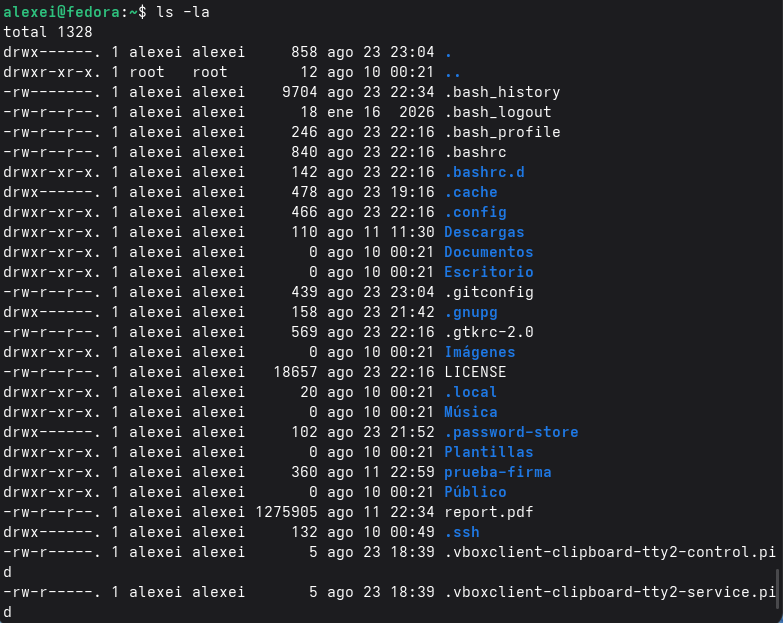 alexei@fedora:~$ ls -la
total 1328
drwx------. 1 alexei alexei     858 ago 23 23:04 .
drwxr-xr-x. 1 root   root        12 ago 10 00:21 ..
-rw-------. 1 alexei alexei    9704 ago 23 22:34 .bash_history
-rw-r--r--. 1 alexei alexei      18 ene 16  2026 .bash_logout
-rw-r--r--. 1 alexei alexei     246 ago 23 22:16 .bash_profile
-rw-r--r--. 1 alexei alexei     840 ago 23 22:16 .bashrc
drwxr-xr-x. 1 alexei alexei     142 ago 23 22:16 .bashrc.d
drwx------. 1 alexei alexei     478 ago 23 19:16 .cache
drwxr-xr-x. 1 alexei alexei     466 ago 23 22:16 .config
drwxr-xr-x. 1 alexei alexei     110 ago 11 11:30 Descargas
drwxr-xr-x. 1 alexei alexei       0 ago 10 00:21 Documentos
drwxr-xr-x. 1 alexei alexei       0 ago 10 00:21 Escritorio
-rw-r--r--. 1 alexei alexei     439 ago 23 23:04 .gitconfig
drwx------. 1 alexei alexei     158 ago 23 21:42 .gnupg
-rw-r--r--. 1 alexei alexei     569 ago 23 22:16 .gtkrc-2.0
drwxr-xr-x. 1 alexei alexei       0 ago 10 00:21 Imágenes
-rw-r--r--. 1 alexei alexei   18657 ago 23 22:16 LICENSE
drwxr-xr-x. 1 alexei alexei      20 ago 10 00:21 .local
drwxr-xr-x. 1 alexei alexei       0 ago 10 00:21 Música
drwx------. 1 alexei alexei     102 ago 23 21:52 .password-store
drwxr-xr-x. 1 alexei alexei       0 ago 10 00:21 Plantillas
drwxr-xr-x. 1 alexei alexei     360 ago 11 22:59 prueba-firma
drwxr-xr-x. 1 alexei alexei       0 ago 10 00:21 Público
-rw-r--r--. 1 alexei alexei 1275905 ago 11 22:34 report.pdf
drwx------. 1 alexei alexei     132 ago 10 00:49 .ssh
-rw-r-----. 1 alexei alexei       5 ago 23 18:39 .vboxclient-clipboard-tty2-control.pi
d
-rw-r-----. 1 alexei alexei       5 ago 23 18:39 .vboxclient-clipboard-tty2-service.pi
d